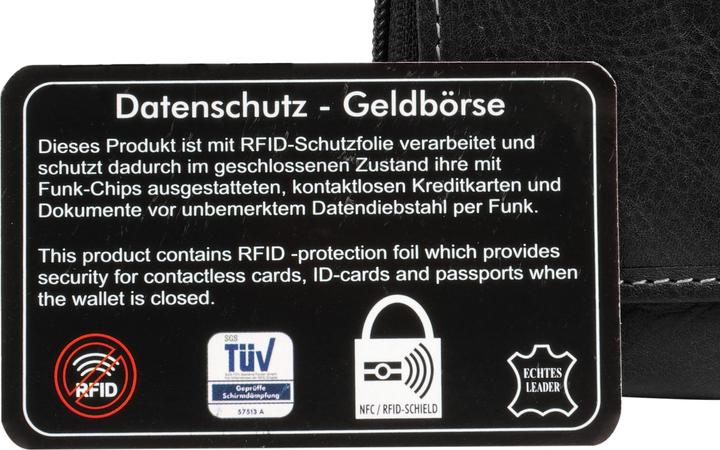 Datenschutz - Geldbörse
Dieses Produkt ist mit RFID-Schutzfolie verarbeitet und
schutzt dadurch im geschlossenen Zustand ihre mit
Funk-Chips ausgestatteten, kontaktlosen Kreditkarten und
Dokumente vor unbemerktem Datendiebstahl per Funk.
This product contains RFID -protection foil which provides
security for contactless cards, ID-cards and passports when
the wallet is closed.
RFID
SGS
TÜV
Geprüfte
Schirmdämpfung
57513 A
NFC / RFID-SCHIELD
ECHTES
LEADER